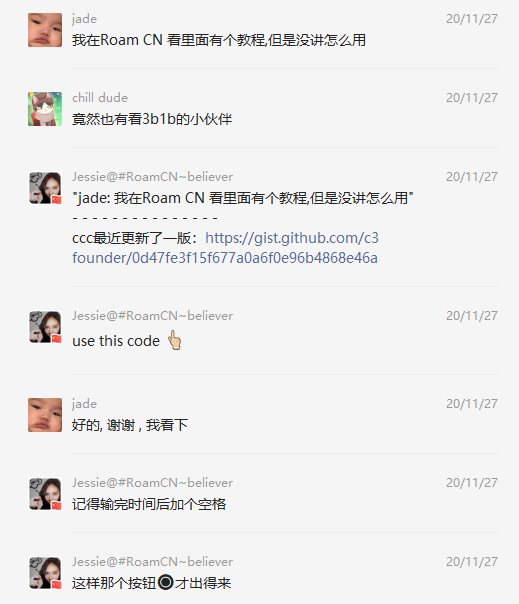 jade 20/11/27
我在Roam CN 看里面有个教程,但是没讲怎么用
chill dude 20/11/27
竟然也有看3b1b的小伙伴
Jessie@#RoamCN~believer 20/11/27
"jade: 我在Roam CN 看里面有个教程,但是没讲怎么用"
- - - - - - - - - - - - - - -
ccc最近更新了一版：https://gist.github.com/c3
founder/0d47fe3f15f677a0a6f0e96b4868e46a
Jessie@#RoamCN~believer 20/11/27
use this code 👆🏻
jade 20/11/27
好的, 谢谢 , 我看下
Jessie@#RoamCN~believer 20/11/27
记得输完时间后加个空格
Jessie@#RoamCN~believer 20/11/27
这样那个按钮⏺才出得来